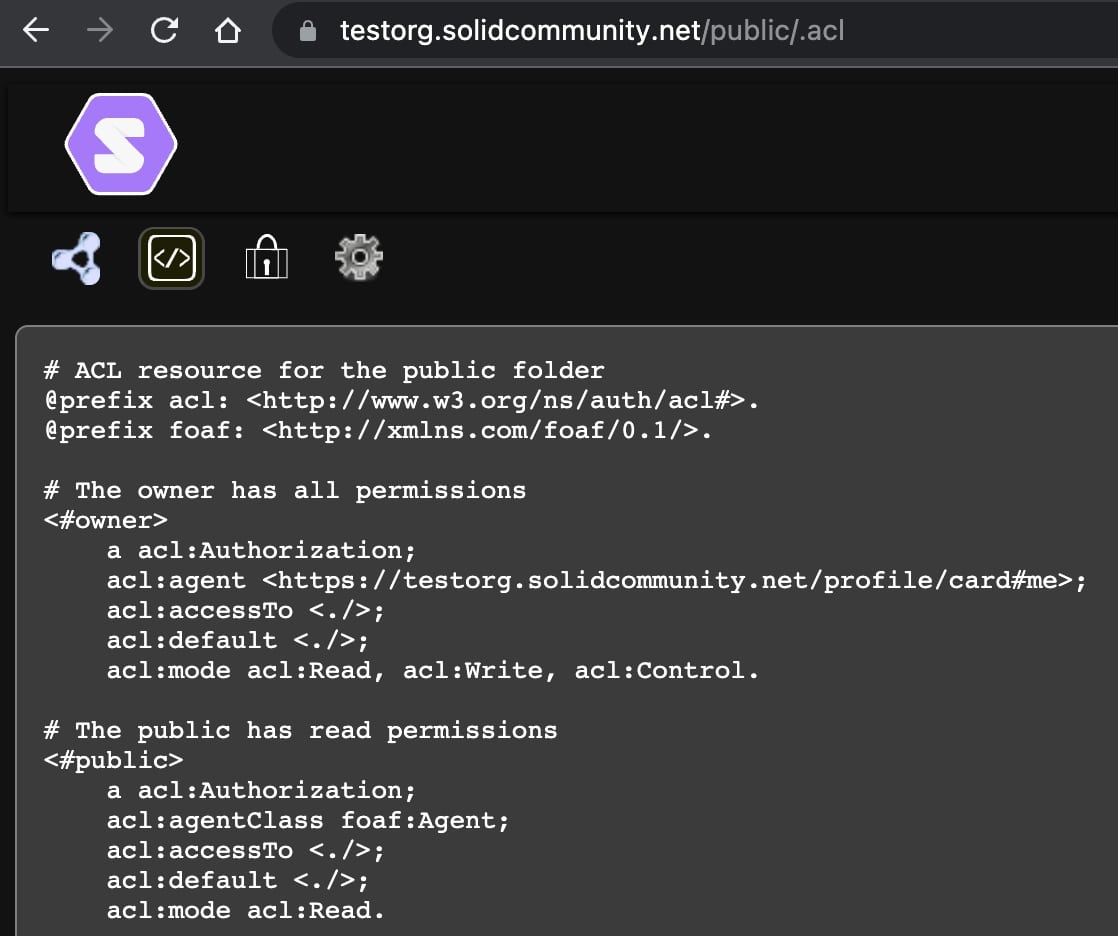 testorg.solidcommunity.net/public/.acl
S
</>
# ACL resource for the public folder
@prefix acl: <http://www.w3.org/ns/auth/acl#>.
@prefix foaf: <http://xmlns.com/foaf/0.1/>.
# The owner has all permissions
<#owner>
a acl:Authorization;
acl:agent <https://testorg.solidcommunity.net/profile/card#me>;
acl:accessTo <./>;
acl:default <./>;
acl:mode acl:Read, acl:Write, acl:Control.
# The public has read permissions
<#public>
a acl:Authorization;
acl:agentClass foaf:Agent;
acl:accessTo <./>;
acl:default <./>;
acl:mode acl:Read.